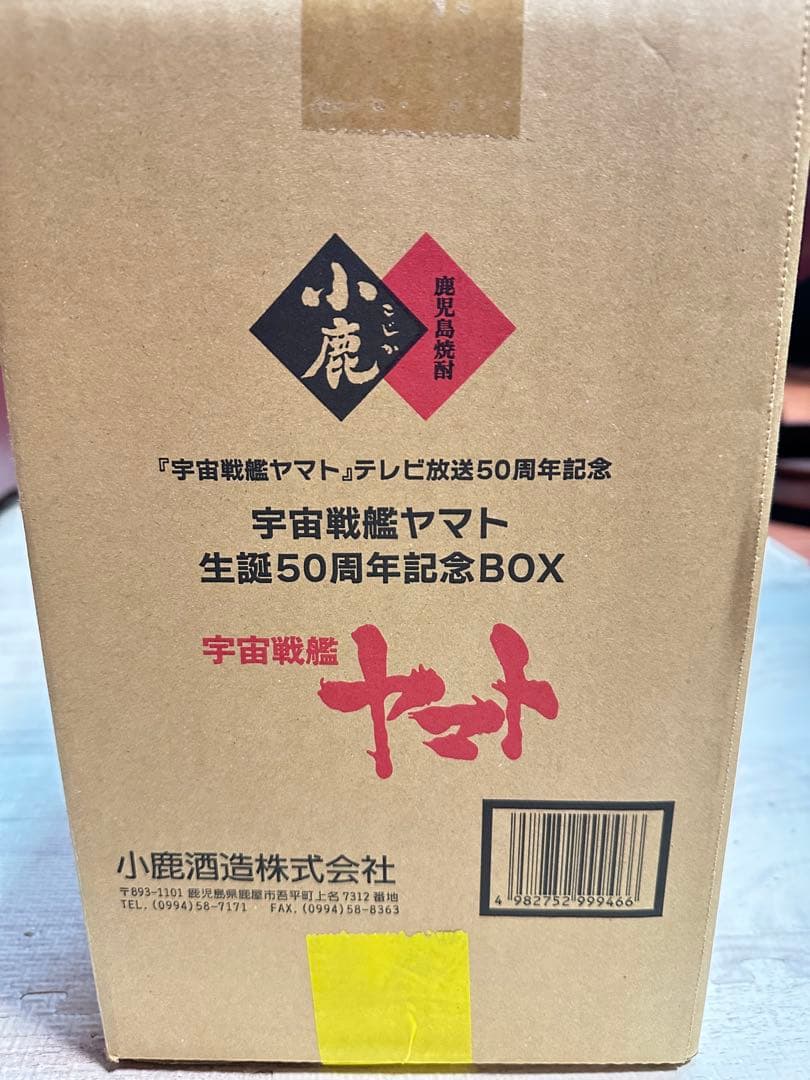 小鹿
こじか
鹿児島焼酎
『宇宙戦艦ヤマト』テレビ放送50周年記念
宇宙戦艦ヤマト
生誕50周年記念BOX
宇宙戦艦
ヤマト
小鹿酒造株式会社
〒893-1101 鹿児島県鹿屋市吾平町上名7312番地
TEL.(0994)58-7171 FAX.(0994)58-8363
4 982752 999466